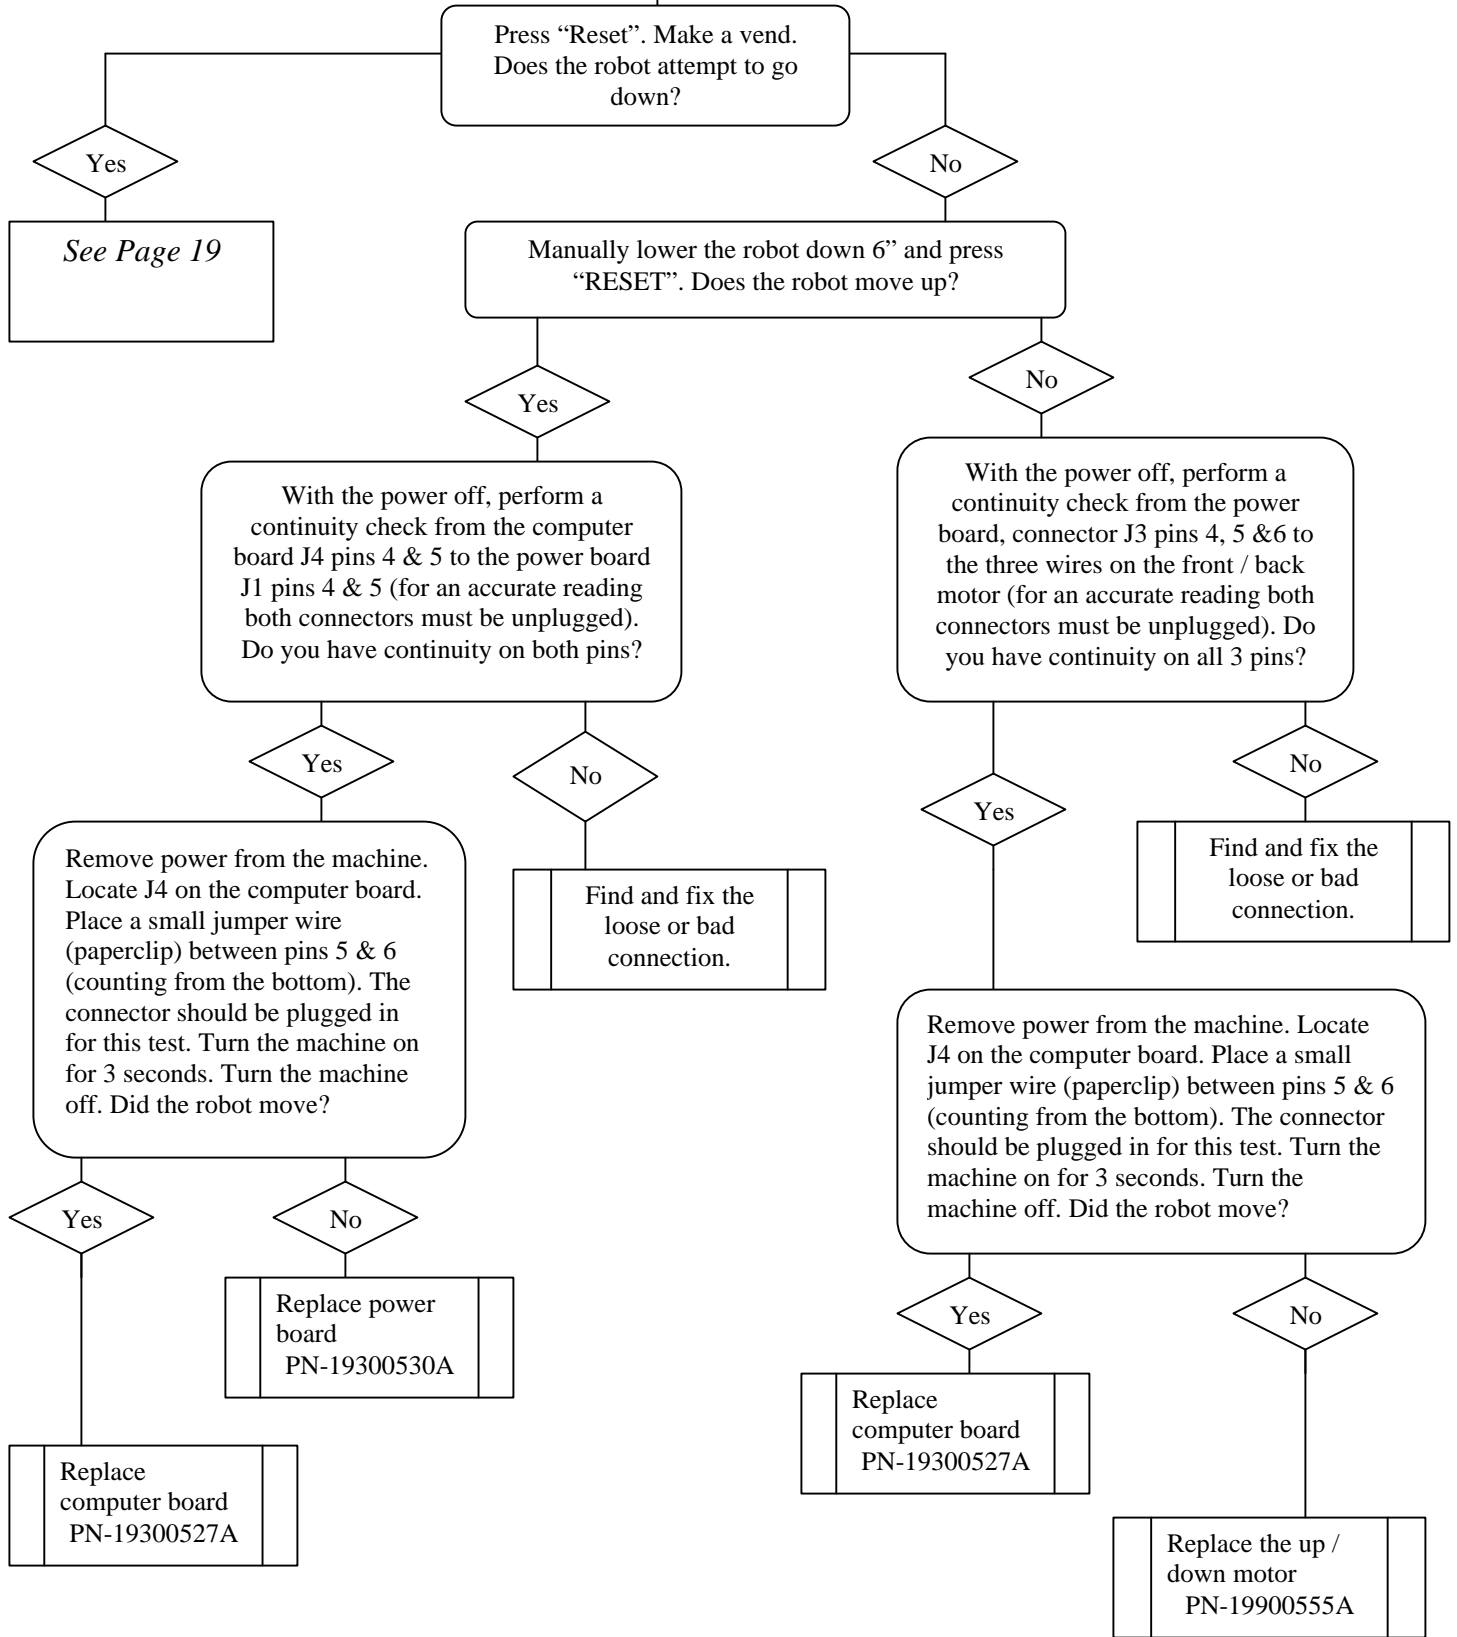 Press “Reset”. Make a vend.
Does the robot attempt to go
down?
Yes
No
See Page 19
Manually lower the robot down 6” and press
“RESET”. Does the robot move up?
Yes
No
With the power off, perform a
continuity check from the computer
board J4 pins 4 & 5 to the power board
J1 pins 4 & 5 (for an accurate reading
both connectors must be unplugged).
Do you have continuity on both pins?
With the power off, perform a
continuity check from the power
board, connector J3 pins 4, 5 &6 to
the three wires on the front / back
motor (for an accurate reading both
connectors must be unplugged). Do
you have continuity on all 3 pins?
Yes
No
Yes
No
Remove power from the machine.
Locate J4 on the computer board.
Place a small jumper wire
(paperclip) between pins 5 & 6
(counting from the bottom). The
connector should be plugged in
for this test. Turn the machine on
for 3 seconds. Turn the machine
off. Did the robot move?
Find and fix the
loose or bad
connection.
Find and fix the
loose or bad
connection.
Remove power from the machine. Locate
J4 on the computer board. Place a small
jumper wire (paperclip) between pins 5 & 6
(counting from the bottom). The connector
should be plugged in for this test. Turn the
machine on for 3 seconds. Turn the
machine off. Did the robot move?
Yes
No
Yes
No
Replace power
board
PN-19300530A
Replace
computer board
PN-19300527A
Replace
computer board
PN-19300527A
Replace the up /
down motor
PN-19900555A